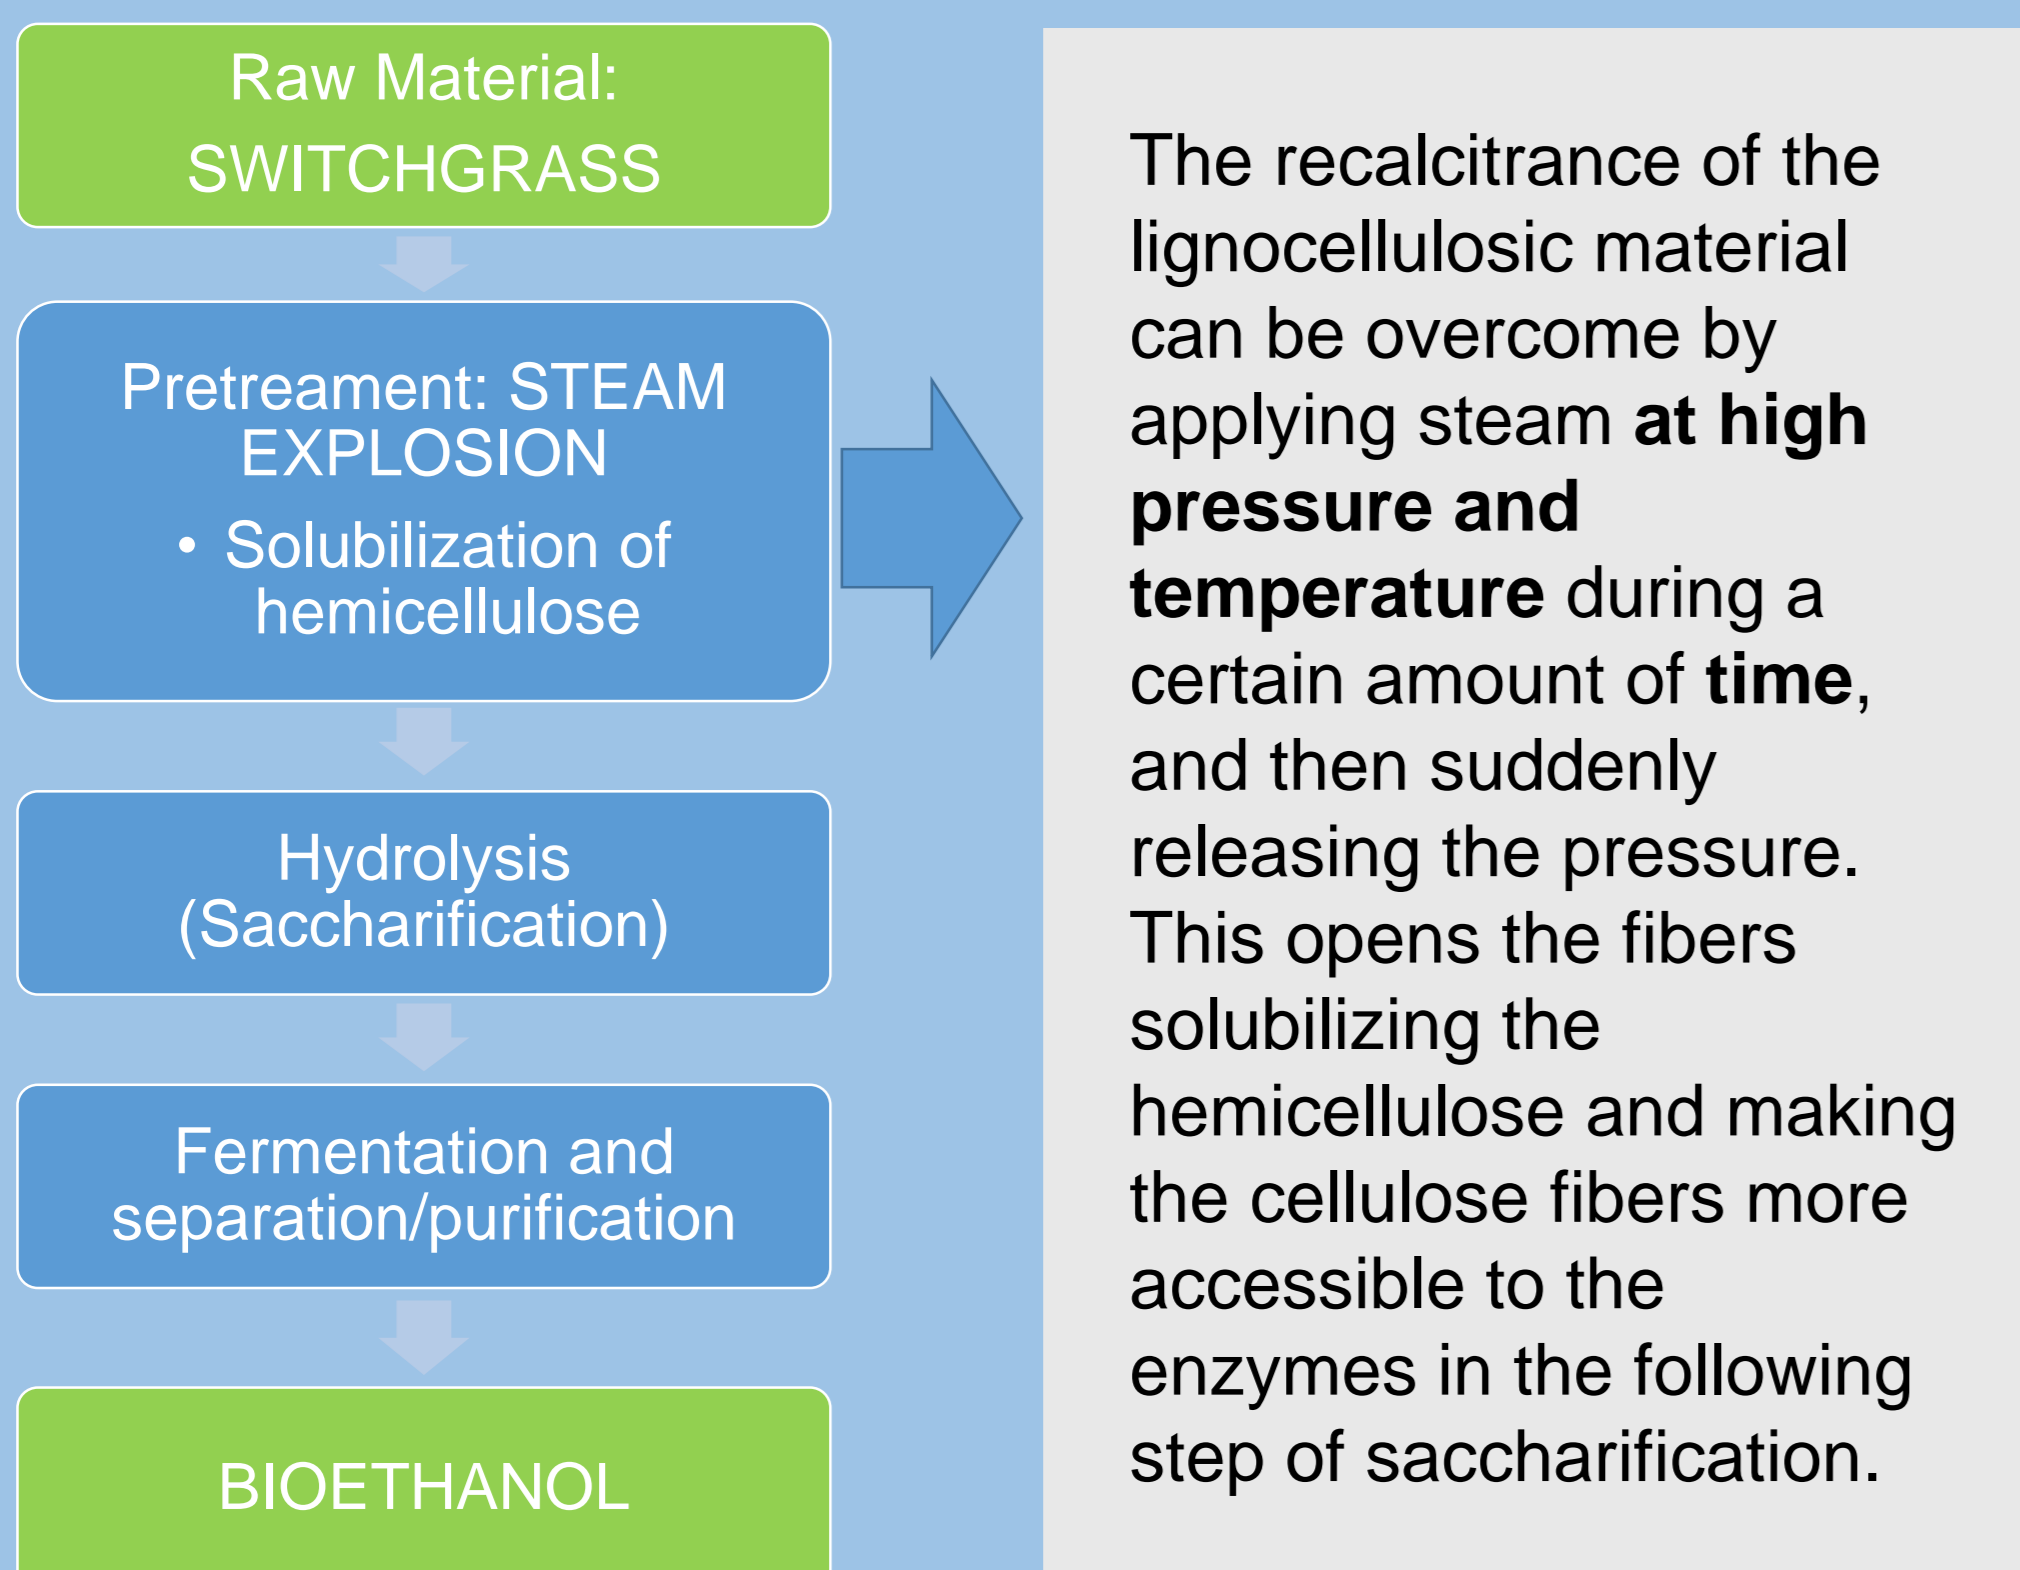 Raw Material:
SWITCHGRASS
Pretreament: STEAM
EXPLOSION
• Solubilization of
hemicellulose
Hydrolysis
(Saccharification)
Fermentation and
separation/purification
BIOETHANOL
The recalcitrance of the
lignocellulosic material
can be overcome by
applying steam at high
pressure and
temperature during a
certain amount of time,
and then suddenly
releasing the pressure.
This opens the fibers
solubilizing the
hemicellulose and making
the cellulose fibers more
accessible to the
enzymes in the following
step of saccharification.